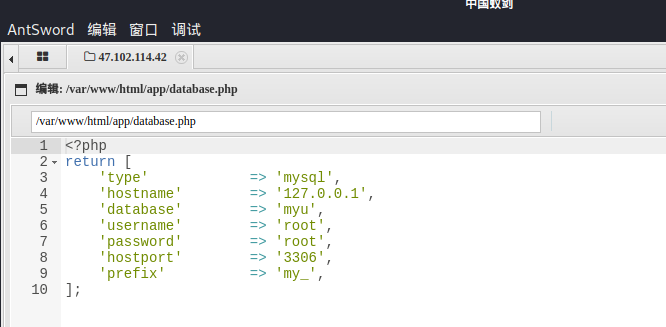 中国蚁剑
AntSword 编辑 窗口 调试
47.102.114.42
编辑: /var/www/html/app/database.php
/var/www/html/app/database.php
1 <?php
2 return [
3 'type' => 'mysql',
4 'hostname' => '127.0.0.1',
5 'database' => 'myu',
6 'username' => 'root',
7 'password' => 'root',
8 'hostport' => '3306',
9 'prefix' => 'my_',
10 ];